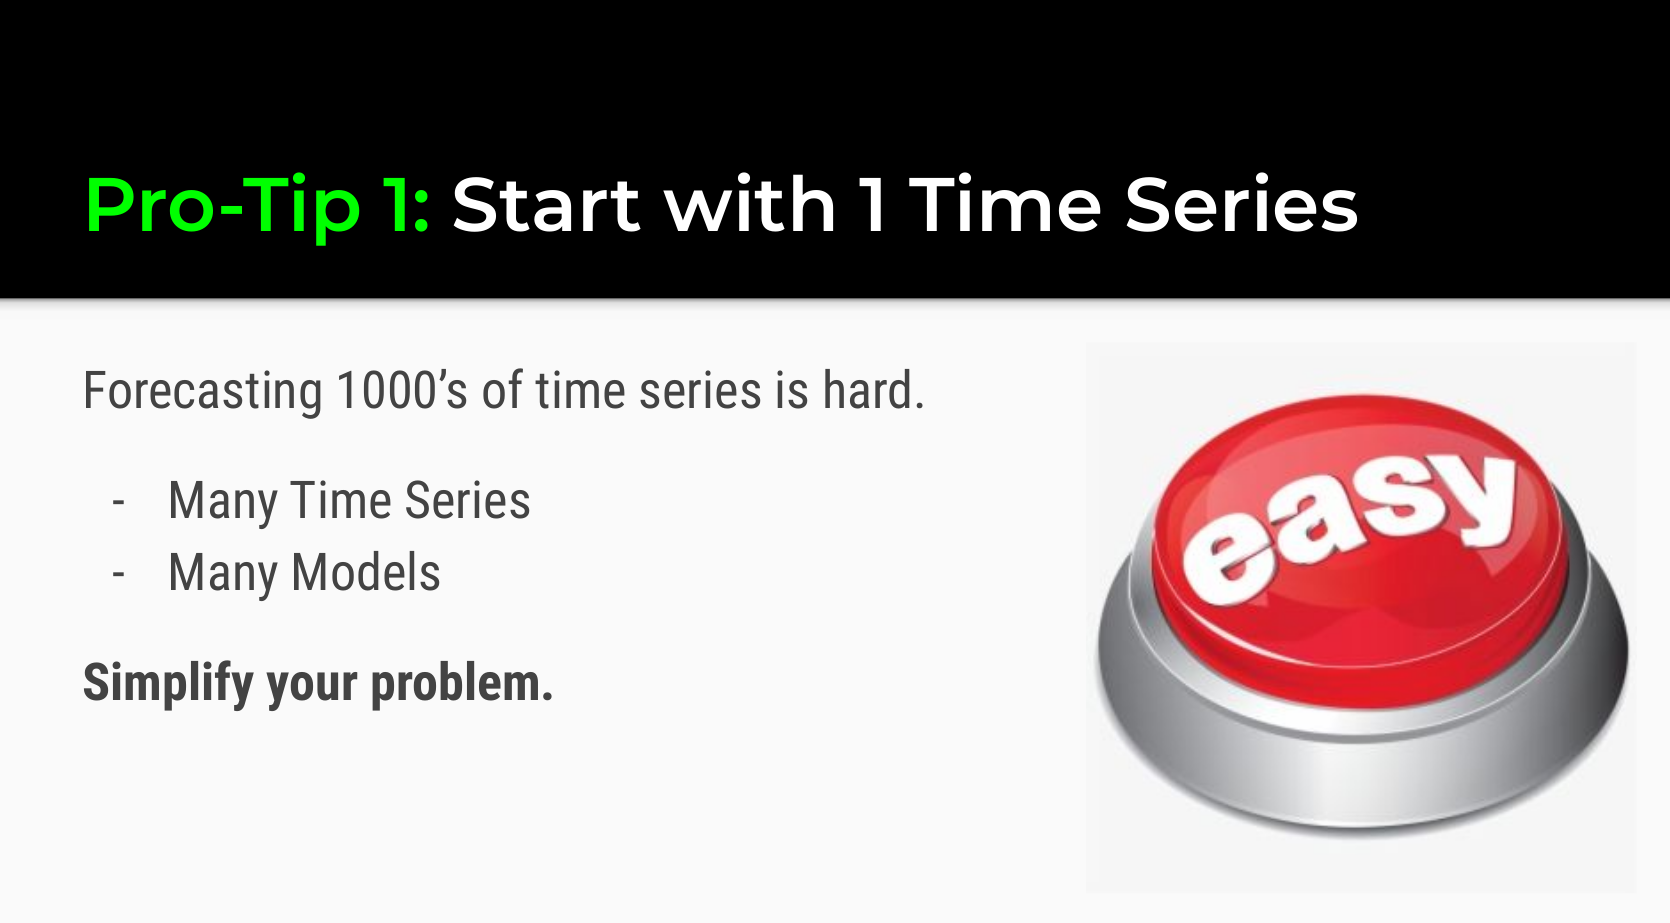 Pro-Tip 1: Start with 1 Time Series
Forecasting 1000’s of time series is hard.
- Many Time Series
- Many Models
Simplify your problem.
easy